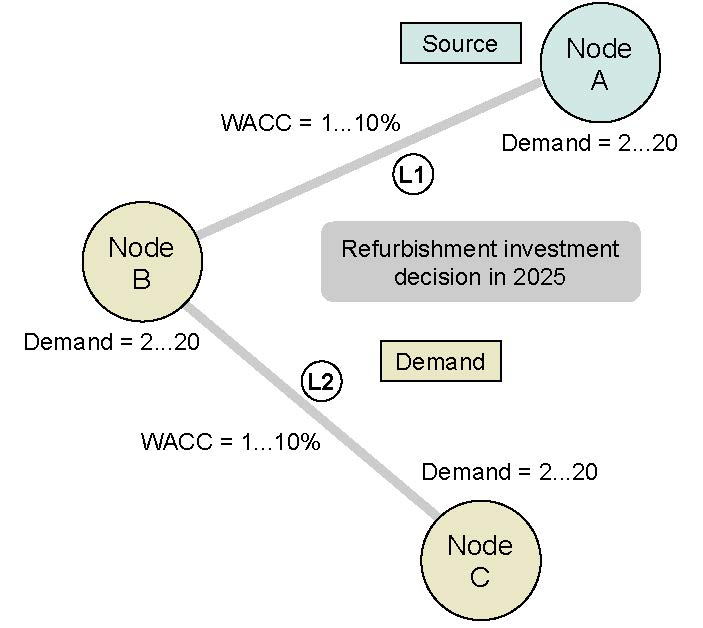 Source
Node
A
WACC = 1...10%
Demand = 2...20
L1
Node
B
Refurbishment investment
decision in 2025
Demand = 2...20
Demand
L2
WACC = 1...10%
Demand = 2...20
Node
C